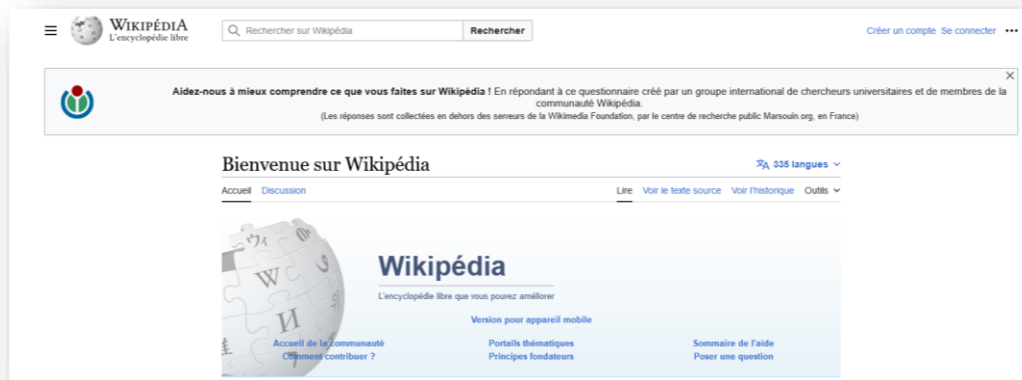 WIKIPÉDIA
L'encyclopédie libre
Rechercher sur Wikipédia
Rechercher
Créer un compte Se connecter
Aidez-nous à mieux comprendre ce que vous faites sur Wikipédia ! En répondant à ce questionnaire créé par un groupe international de chercheurs universitaires et de membres de la
communauté Wikipédia.
(Les réponses sont collectées en dehors des serveurs de la Wikimedia Foundation, par le centre de recherche public Marsouin.org, en France)
Bienvenue sur Wikipédia
335 langues
Accueil Discussion
Lire Voir le texte source Voir l'historique Outils
Wikipédia
L'encyclopédie libre que vous pouvez améliorer
Version pour appareil mobile
Accueil de la communauté Portails thématiques Sommaire de l'aide
Comment contribuer ? Principes fondateurs Poser une question